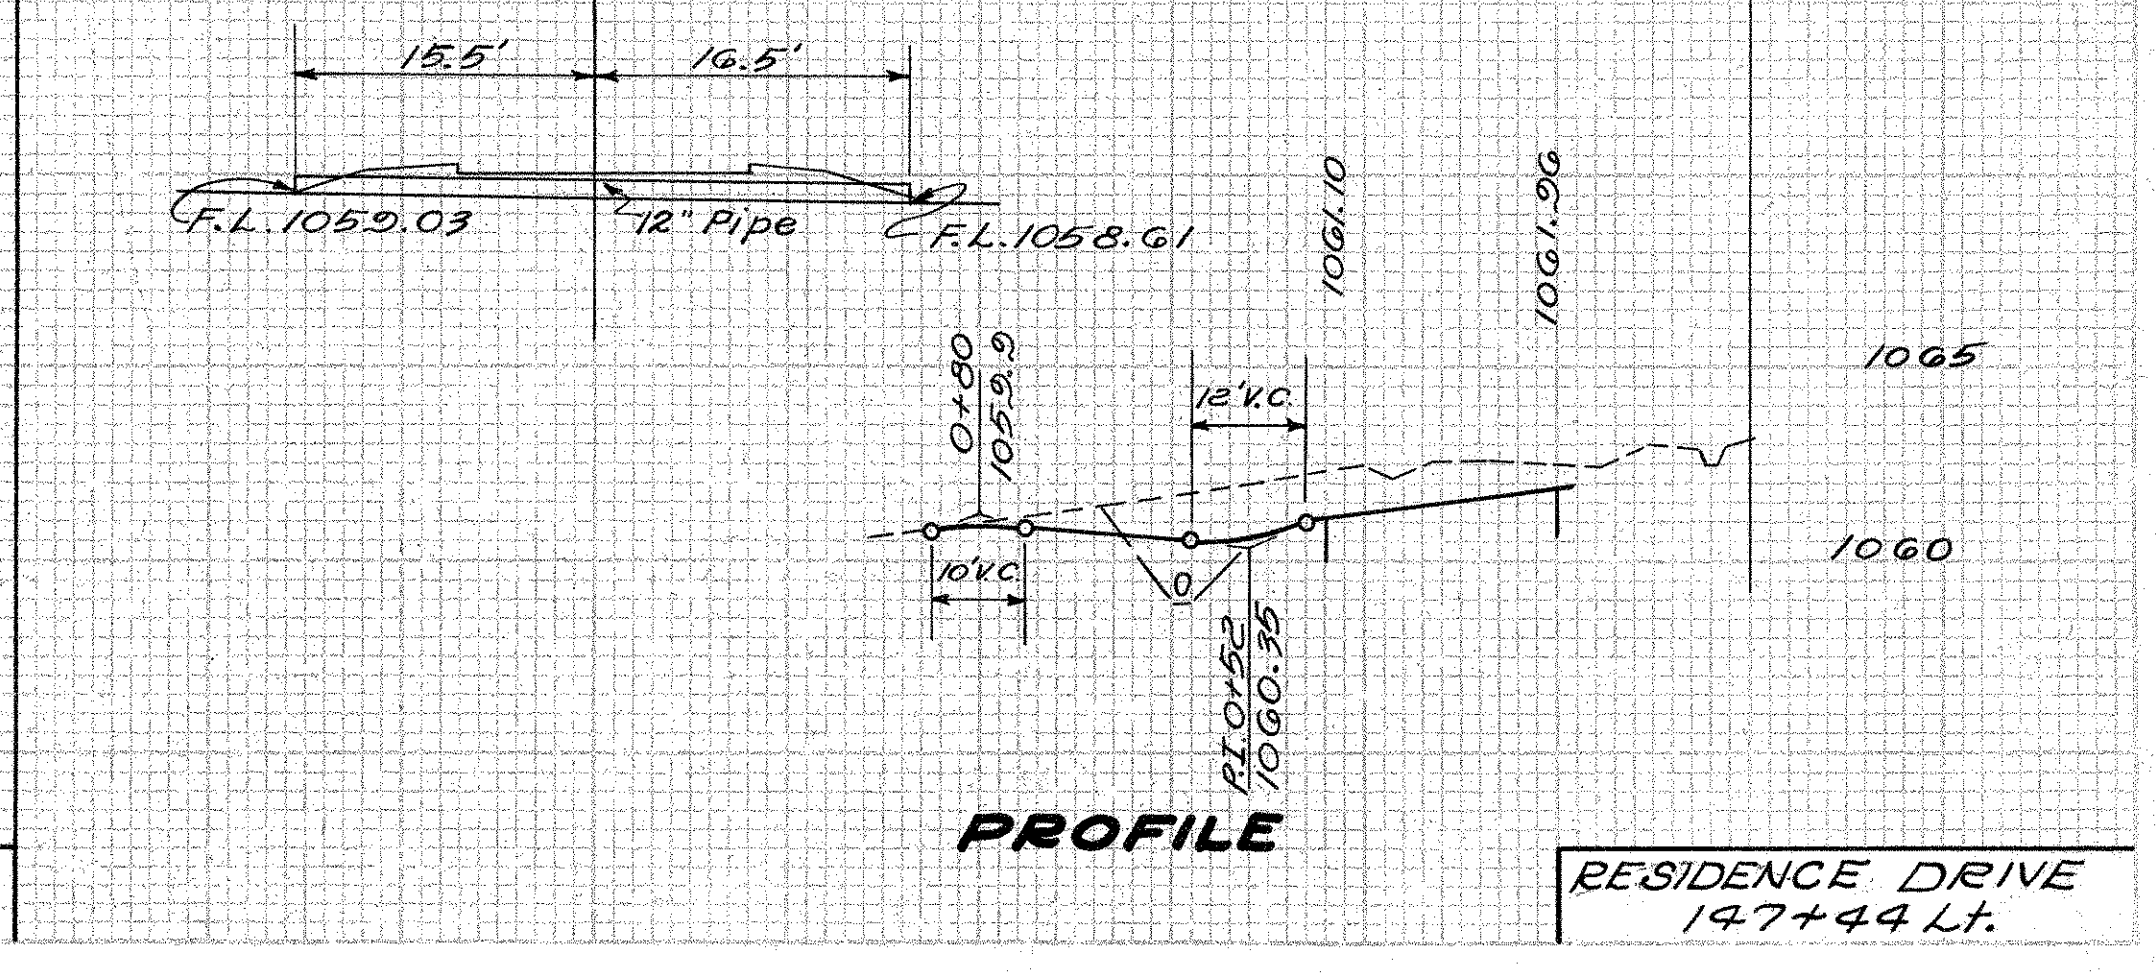 15.5'
16.5'
F.L. 1059.03
12" Pipe
F.L. 1058.61
1061.10
1061.96
0+80
1059.9
12' V.C.
1065
10' V.C.
0
1060
P.I. 0+52
1060.35
PROFILE
RESIDENCE DRIVE
147+44 Lt.